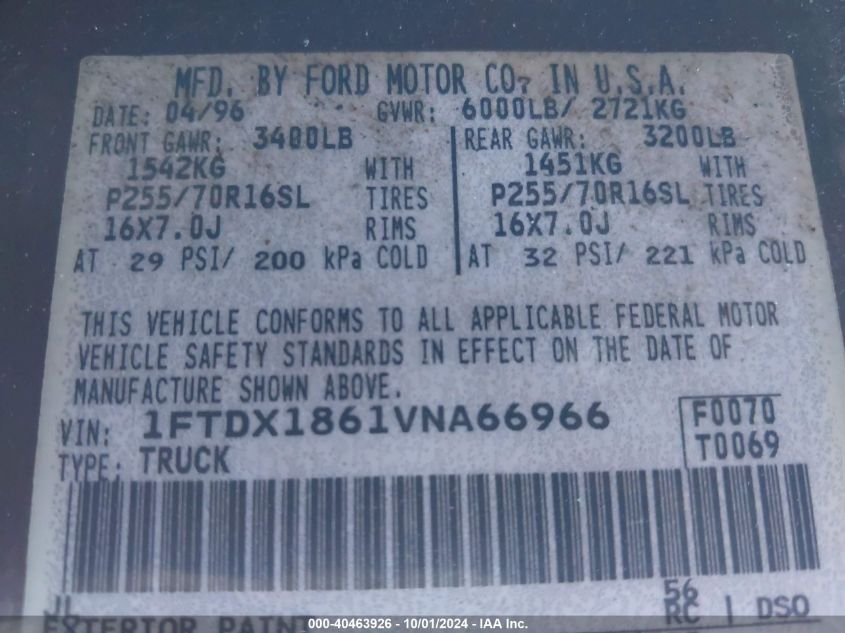 MFD. BY FORD MOTOR CO. IN U.S.A.
DATE: 04/96 GVWR: 6000LB/ 2721KG
FRONT GAWR: 3400LB REAR GAWR: 3200LB
1542KG WITH 1451KG WITH
P255/70R16SL TIRES P255/70R16SL TIRES
16X7.0J RIMS 16X7.0J RIMS
AT 29 PSI/ 200 kPa COLD AT 32 PSI/ 221 kPa COLD
THIS VEHICLE CONFORMS TO ALL APPLICABLE FEDERAL MOTOR
VEHICLE SAFETY STANDARDS IN EFFECT ON THE DATE OF
MANUFACTURE SHOWN ABOVE.
VIN: 1FTDX1861VNA66966 F0070
TYPE: TRUCK T0069
JL 56
EXTERIOR PAINT RC | DSO
000-40463926 - 10/01/2024 - IAA Inc.